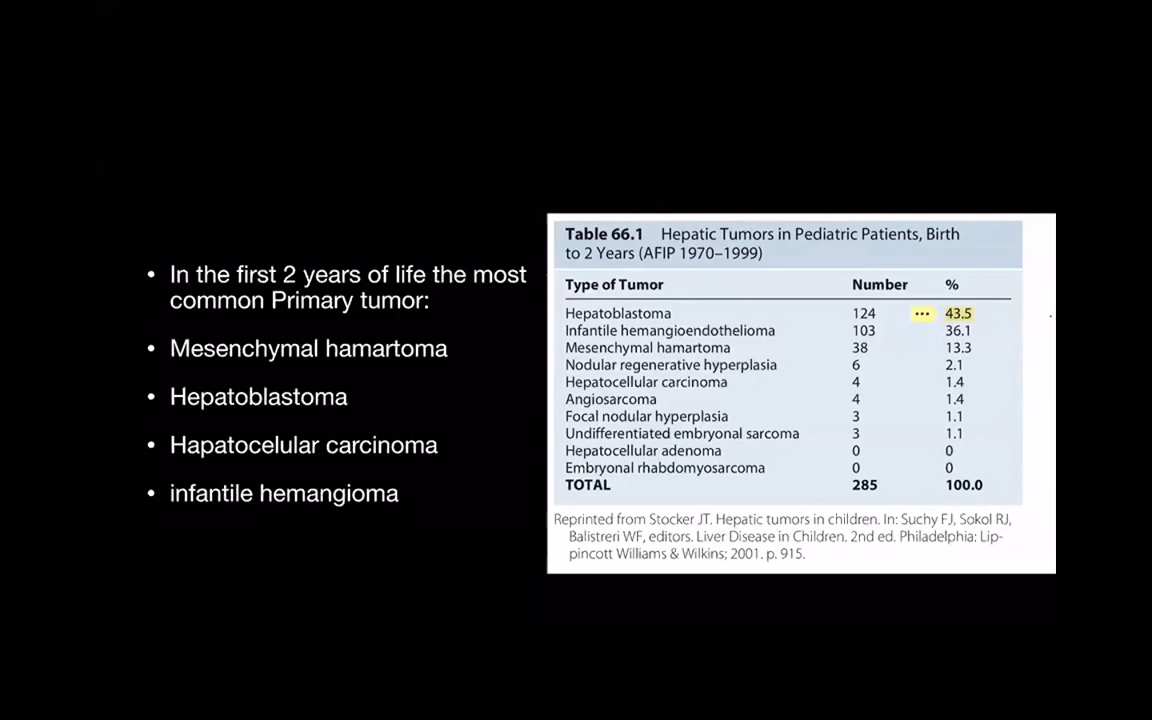 • In the first 2 years of life the most
common Primary tumor:
• Mesenchymal hamartoma
• Hepatoblastoma
• Hapatocelular carcinoma
• infantile hemangioma
Table 66.1 Hepatic Tumors in Pediatric Patients, Birth
to 2 Years (AFIP 1970–1999)
Type of Tumor Number %
Hepatoblastoma 124 ••• 43.5
Infantile hemangioendothelioma 103 36.1
Mesenchymal hamartoma 38 13.3
Nodular regenerative hyperplasia 6 2.1
Hepatocellular carcinoma 4 1.4
Angiosarcoma 4 1.4
Focal nodular hyperplasia 3 1.1
Undifferentiated embryonal sarcoma 3 1.1
Hepatocellular adenoma 0 0
Embryonal rhabdomyosarcoma 0 0
TOTAL 285 100.0
Reprinted from Stocker JT. Hepatic tumors in children. In: Suchy FJ, Sokol RJ,
Balistreri WF, editors. Liver Disease in Children. 2nd ed. Philadelphia: Lip-
pincott Williams & Wilkins; 2001. p. 915.